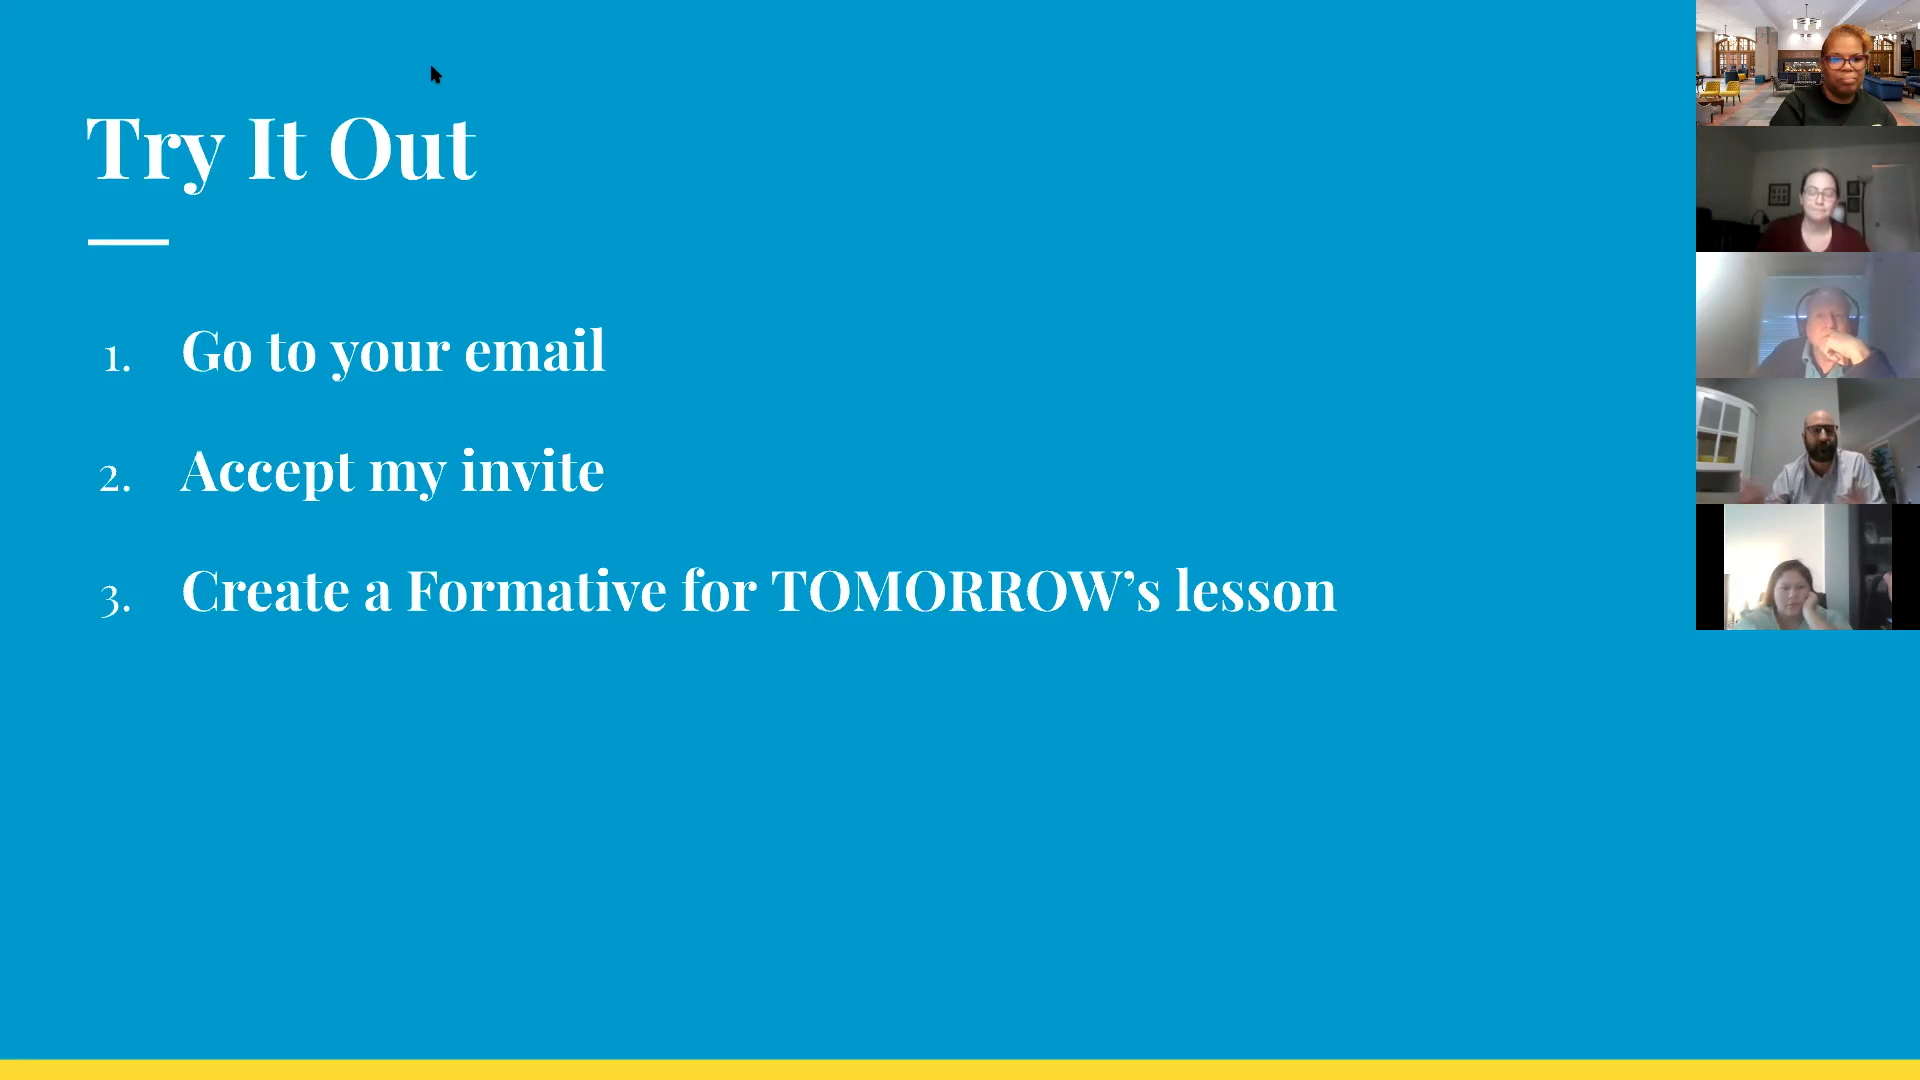 Try It Out
1. Go to your email
2. Accept my invite
3. Create a Formative for TOMORROW’s lesson